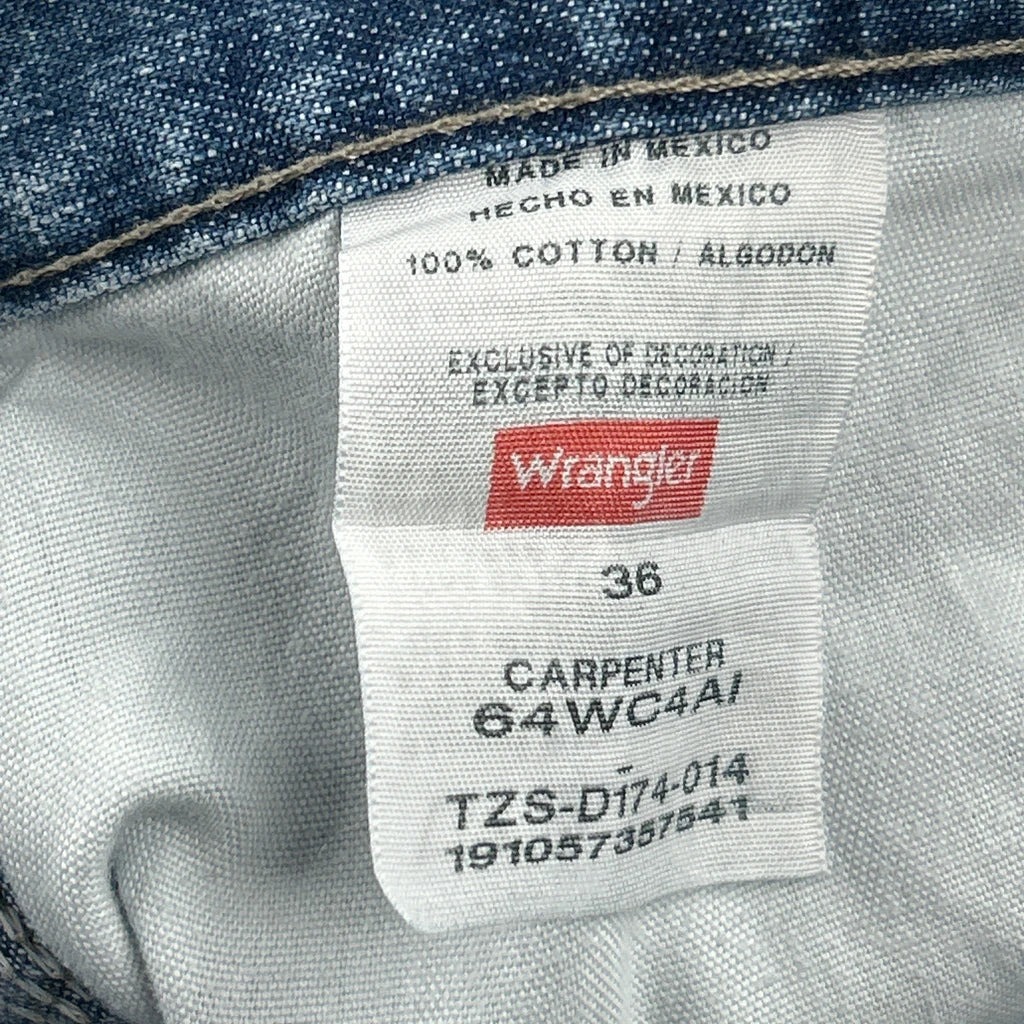 MADE IN MEXICO
HECHO EN MEXICO
100% COTTON / ALGODON
EXCLUSIVE OF DECORATION /
EXCEPTO DECORACION
Wrangler
36
CARPENTER
64WC4AI
TZS-D174-014
191057357541